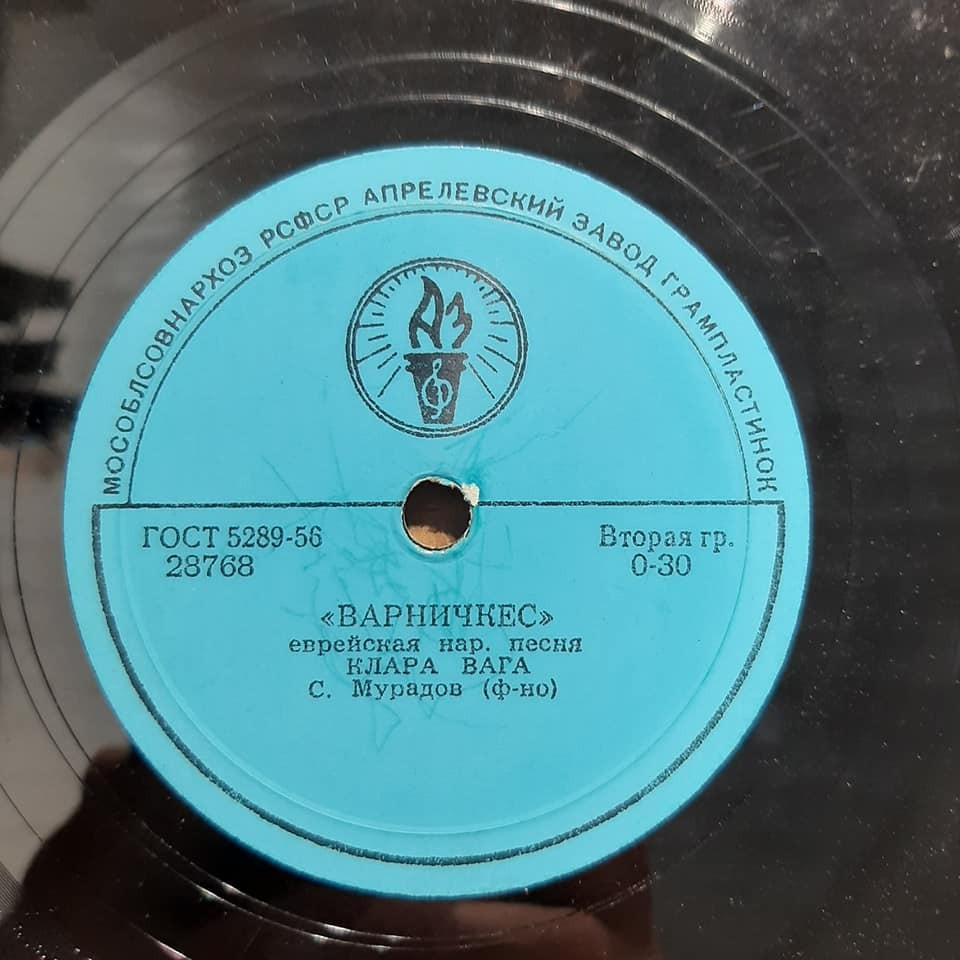 МОСОБЛСОВНАРХОЗ РСФСР АПРЕЛЕВСКИЙ ЗАВОД ГРАМПЛАСТИНОК
АЗ
ГОСТ 5289-56
28768
Вторая гр.
0-30
«ВАРНИЧКЕС»
еврейская нар. песня
КЛАРА ВАГА
С. Мурадов (ф-но)